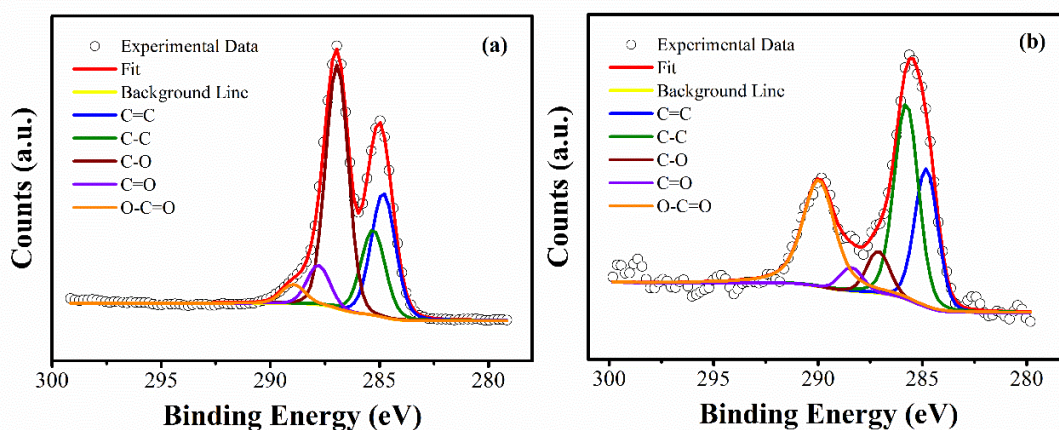 (a)
Experimental Data
Fit
Background Line
C=C
C-C
C-O
C=O
O-C=O
Counts (a.u.)
300 295 290 285 280
Binding Energy (eV)
(b)
Experimental Data
Fit
Background Line
C=C
C-C
C-O
C=O
O-C=O
Counts (a.u.)
300 295 290 285 280
Binding Energy (eV)